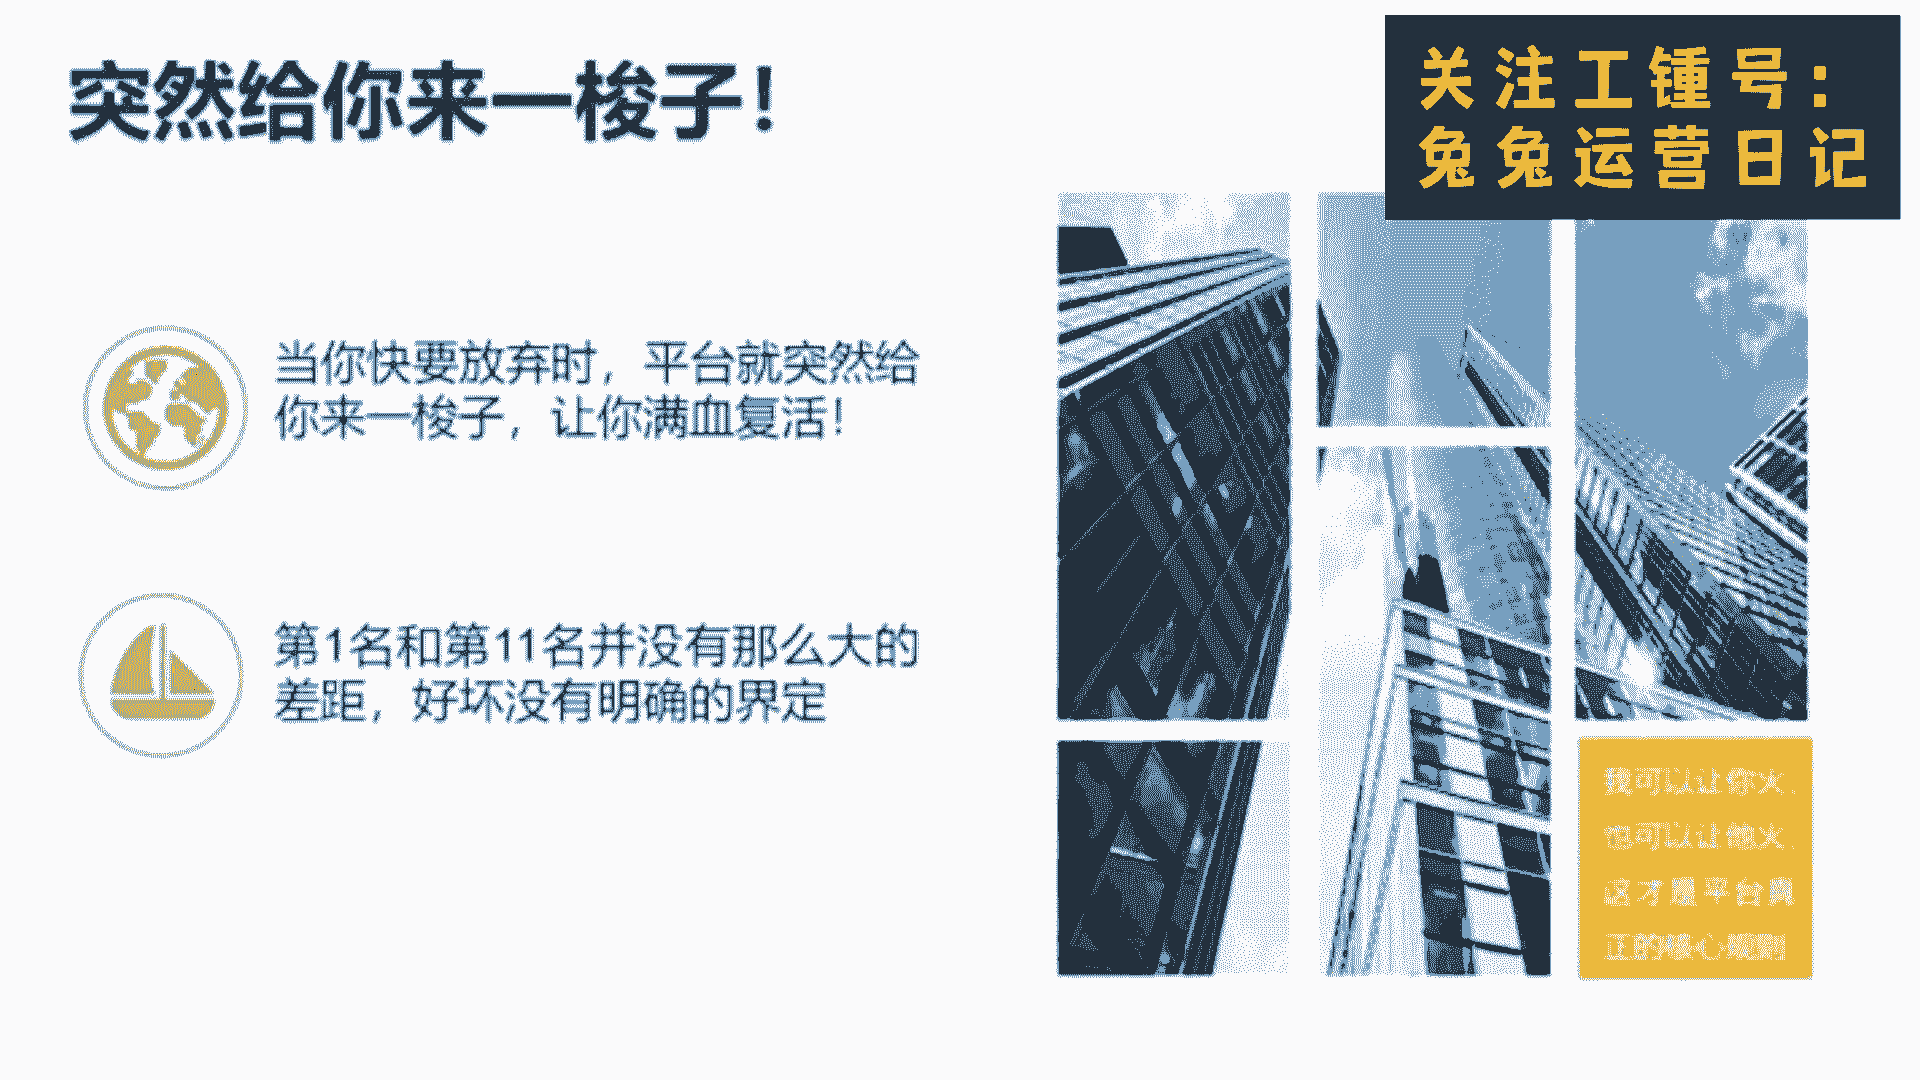 突然给你来一梭子！
关注工锺号：
兔兔运营日记
当你快要放弃时，平台就突然给
你来一梭子，让你满血复活！
第1名和第11名并没有那么大的
差距，好坏没有明确的界定
我可以让你火，
也可以让他火，
这才是平台真
正的核心规则